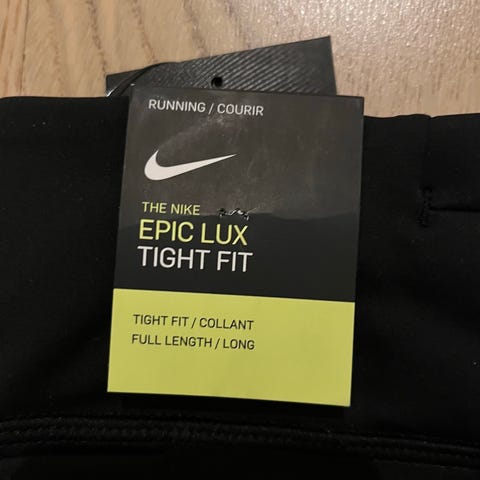 RUNNING / COURIR
THE NIKE
EPIC LUX
TIGHT FIT
TIGHT FIT / COLLANT
FULL LENGTH / LONG